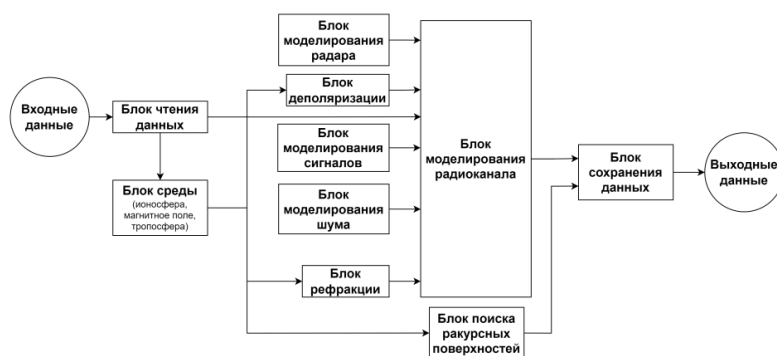 Входные
данные
Блок чтения
данных
Блок среды
(ионосфера,
магнитное поле,
тропосфера)
Блок
моделирования
радара
Блок
деполяризации
Блок
моделирования
сигналов
Блок
моделирования
шума
Блок
рефракции
Блок
моделирования
радиоканала
Блок поиска
ракурсных
поверхностей
Блок
сохранения
данных
Выходные
данные